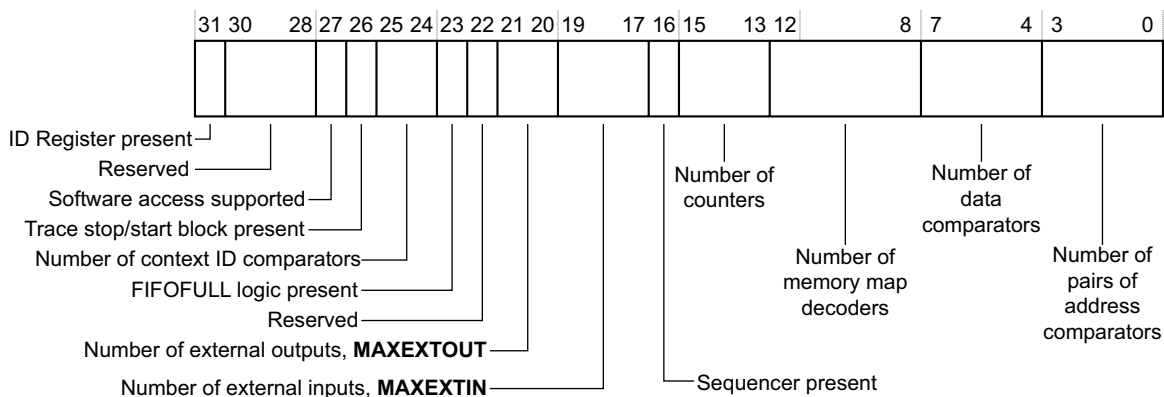 31 30 28 27 26 25 24 23 22 21 20 19 17 16 15 13 12 8 7 4 3 0
ID Register present
Reserved
Software access supported
Trace stop/start block present
Number of context ID comparators
FIFOFULL logic present
Reserved
Number of external outputs, MAXEXTOUT
Number of external inputs, MAXEXTIN
Sequencer present
Number of
counters
Number of
memory map
decoders
Number of
data
comparators
Number of
pairs of
address
comparators